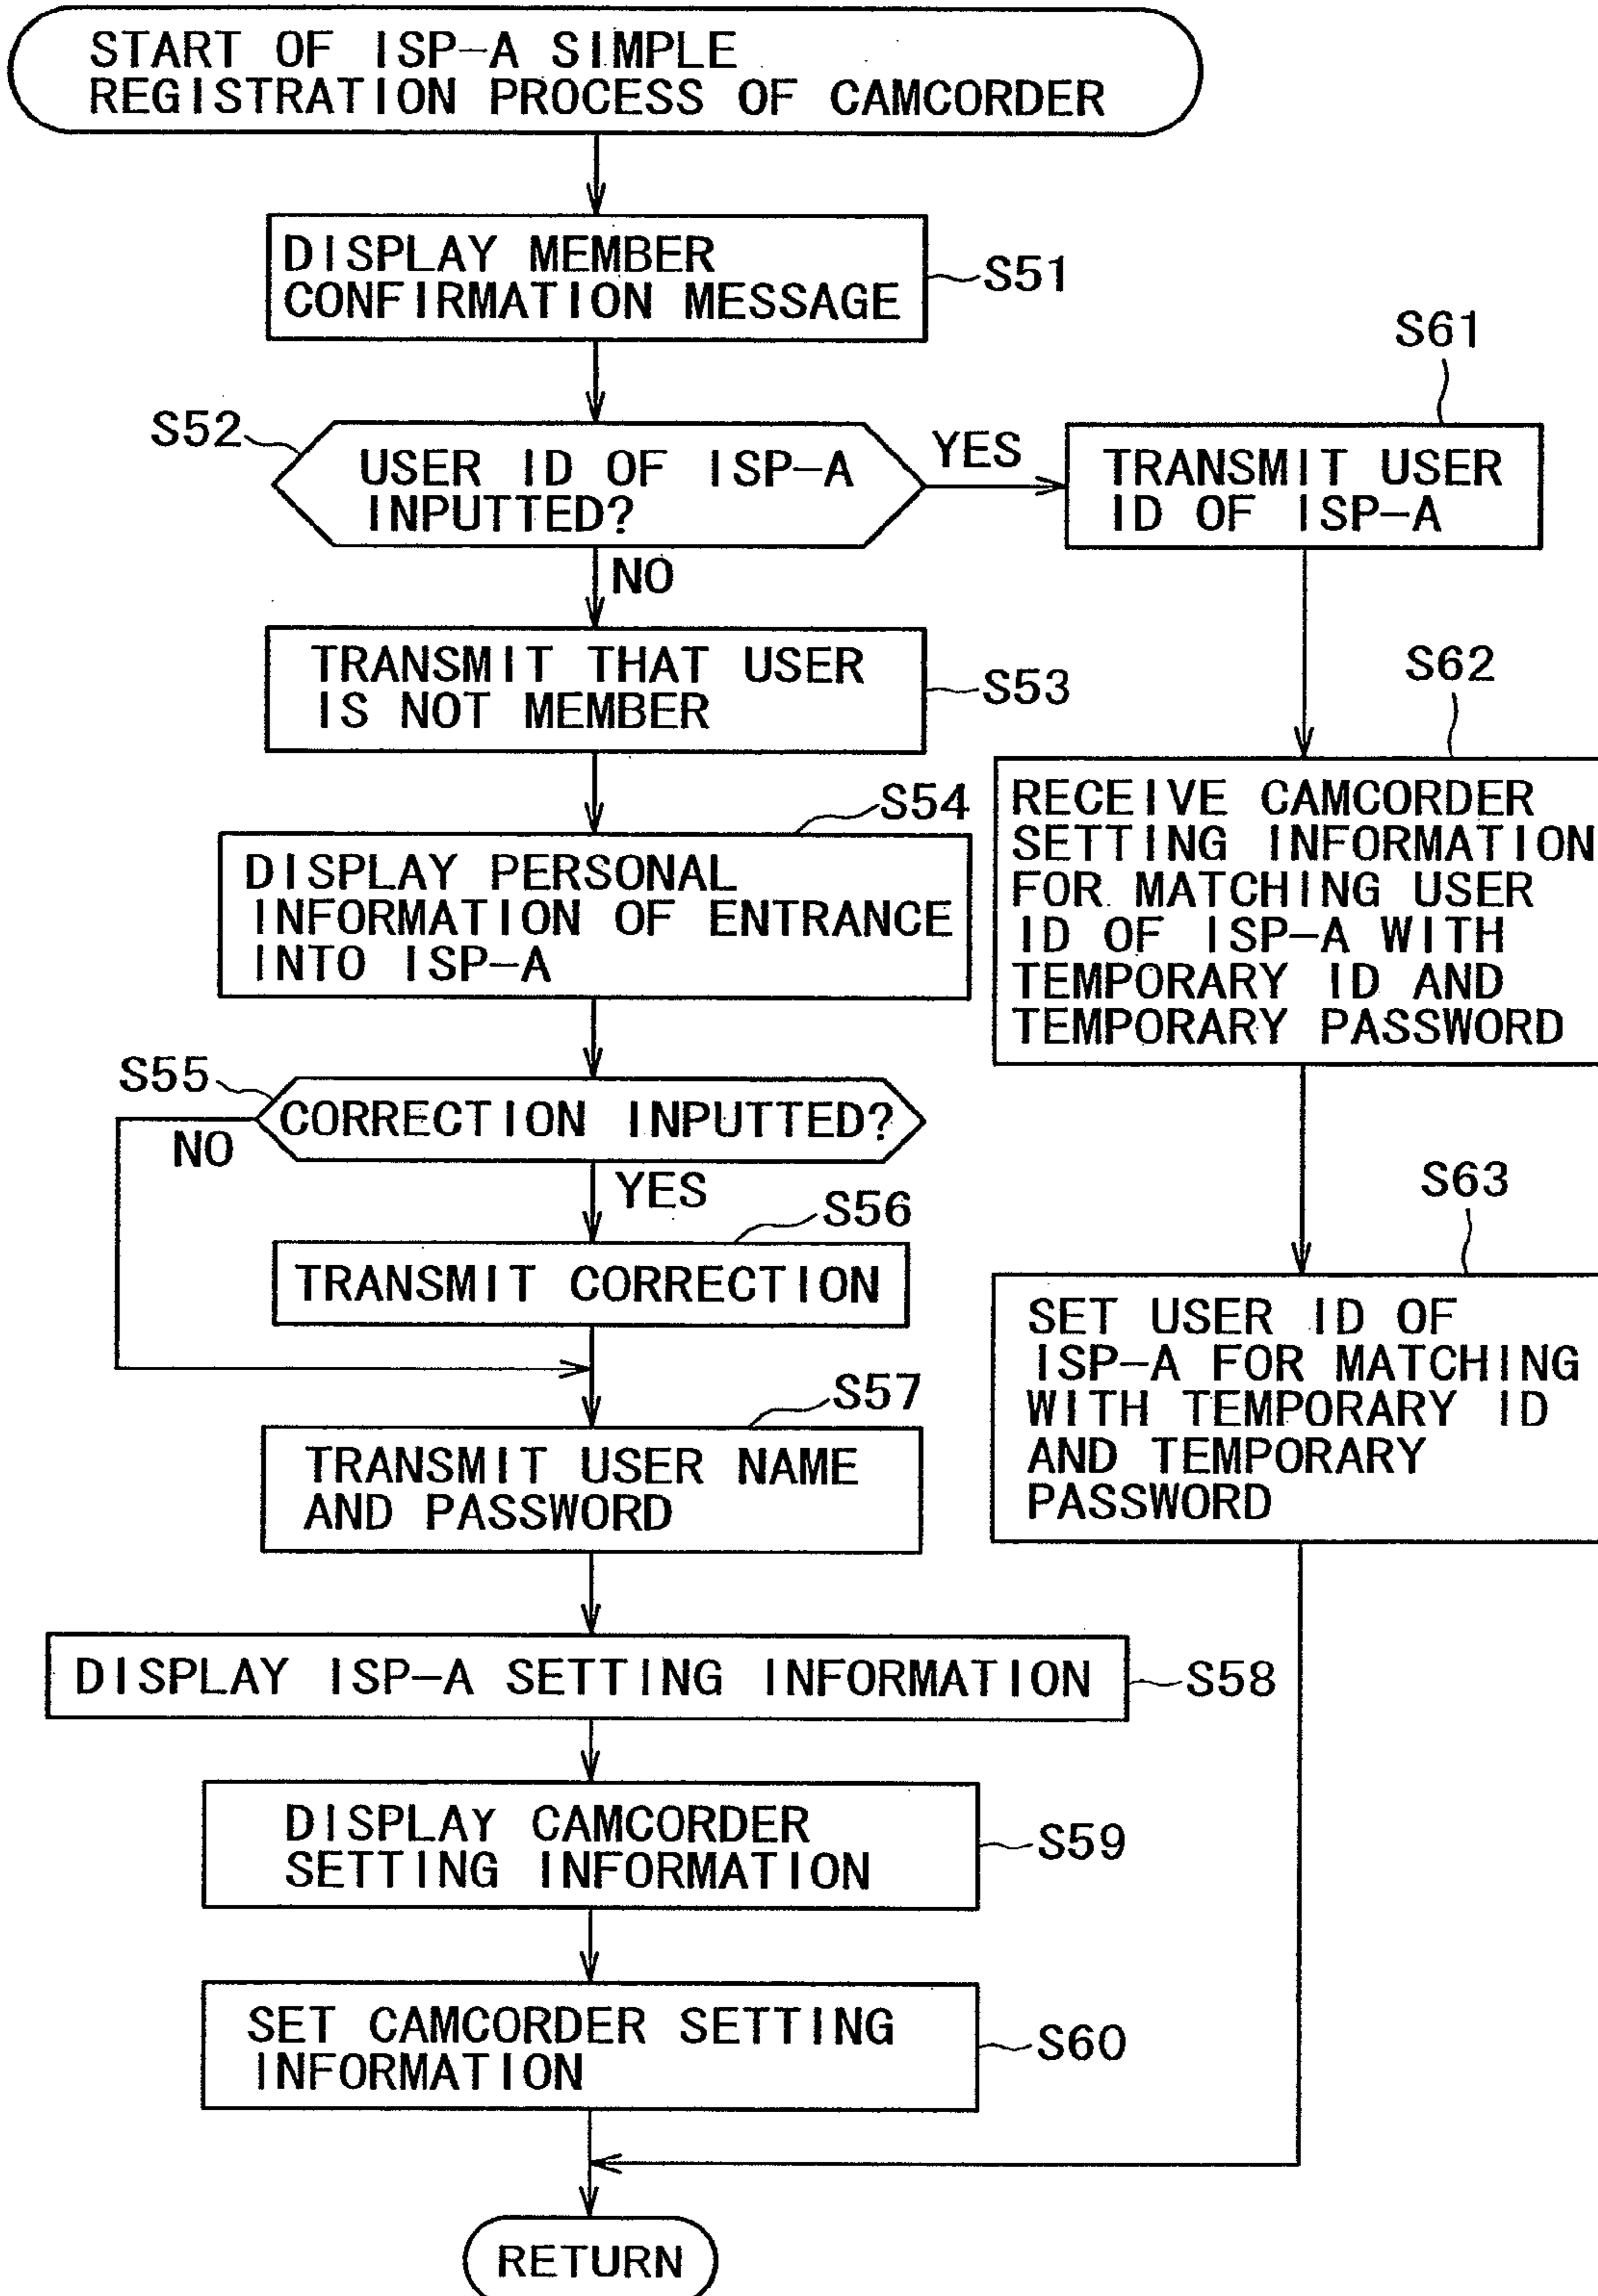 START OF ISP-A SIMPLE
REGISTRATION PROCESS OF CAMCORDER
DISPLAY MEMBER
CONFIRMATION MESSAGE
S51
S52
USER ID OF ISP-A
INPUTTED?
YES
NO
S61
TRANSMIT USER
ID OF ISP-A
TRANSMIT THAT USER
IS NOT MEMBER
S53
S62
RECEIVE CAMCORDER
SETTING INFORMATION
FOR MATCHING USER
ID OF ISP-A WITH
TEMPORARY ID AND
TEMPORARY PASSWORD
S54
DISPLAY PERSONAL
INFORMATION OF ENTRANCE
INTO ISP-A
S55
CORRECTION INPUTTED?
NO
YES
S56
TRANSMIT CORRECTION
S63
SET USER ID OF
ISP-A FOR MATCHING
WITH TEMPORARY ID
AND TEMPORARY
PASSWORD
S57
TRANSMIT USER NAME
AND PASSWORD
DISPLAY ISP-A SETTING INFORMATION
S58
DISPLAY CAMCORDER
SETTING INFORMATION
S59
SET CAMCORDER SETTING
INFORMATION
S60
RETURN